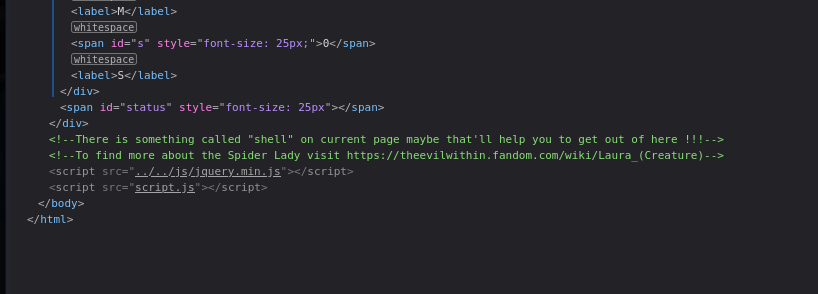 <label>M</label>
whitespace
<span id="s" style="font-size: 25px;">0</span>
whitespace
<label>S</label>
</div>
<span id="status" style="font-size: 25px"></span>
</div>
<!--There is something called "shell" on current page maybe that'll help you to get out of here !!!-->
<!--To find more about the Spider Lady visit https://theevilwithin.fandom.com/wiki/Laura_(Creature)-->
<script src="../../js/jquery.min.js"></script>
<script src="script.js"></script>
</body>
</html>